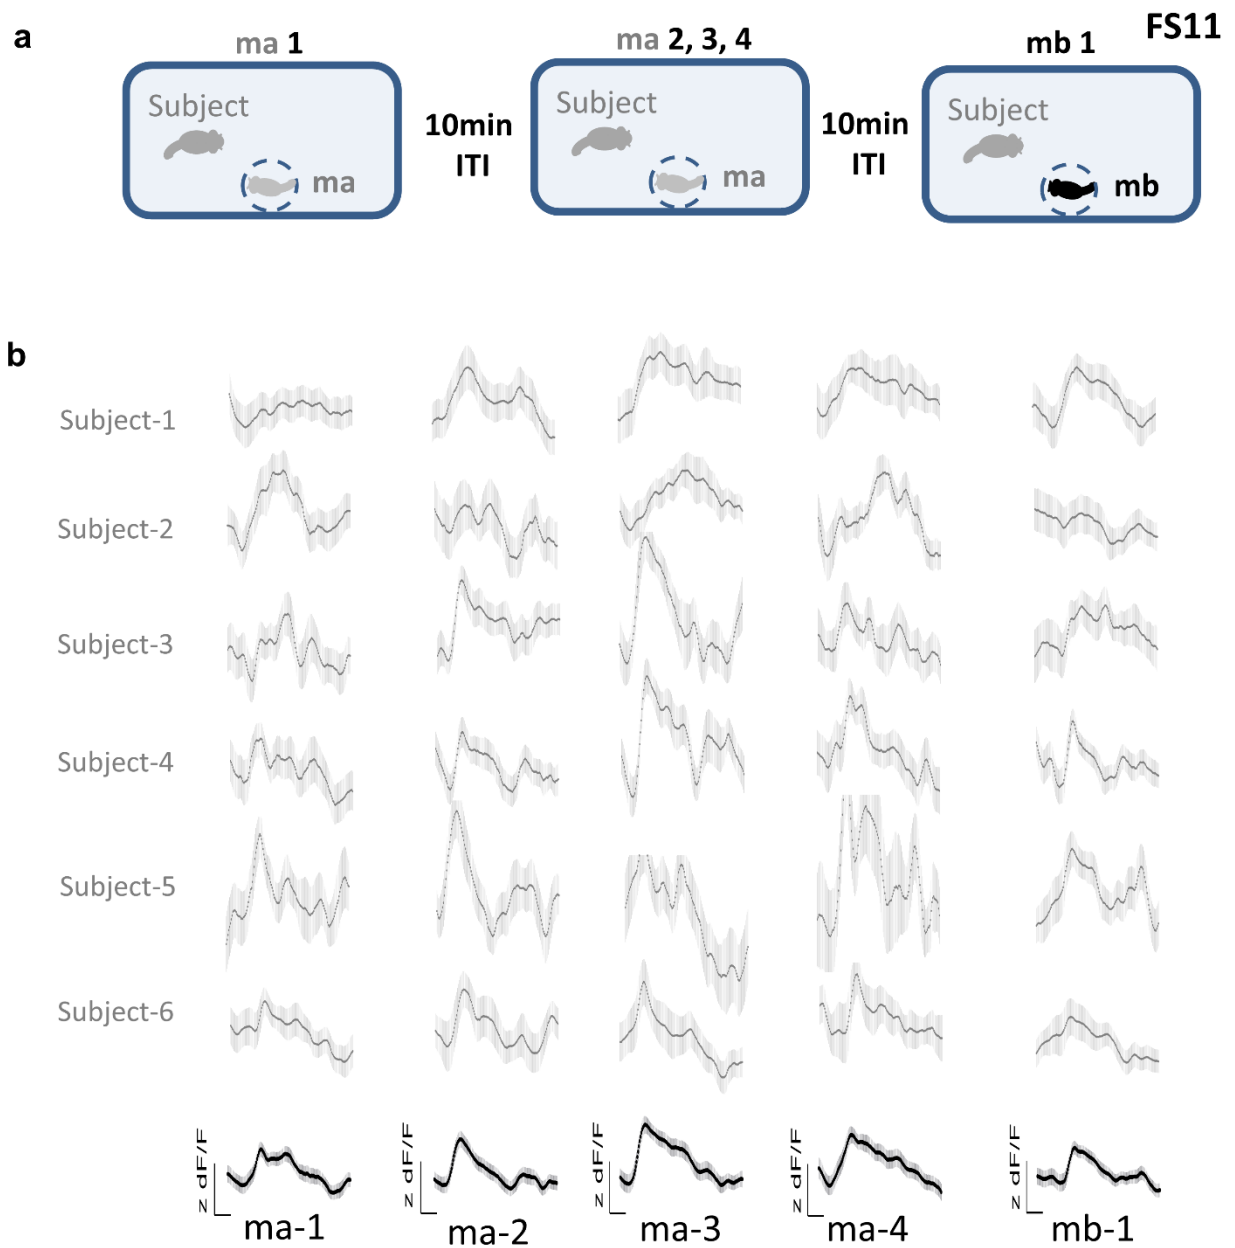 FS11
a
ma 1
ma 2, 3, 4
mb 1
Subject
ma
10min
ITI
Subject
ma
10min
ITI
Subject
mb
b
Subject-1
Subject-2
Subject-3
Subject-4
Subject-5
Subject-6
z dF/F
z dF/F
z dF/F
z dF/F
z dF/F
ma-1
ma-2
ma-3
ma-4
mb-1